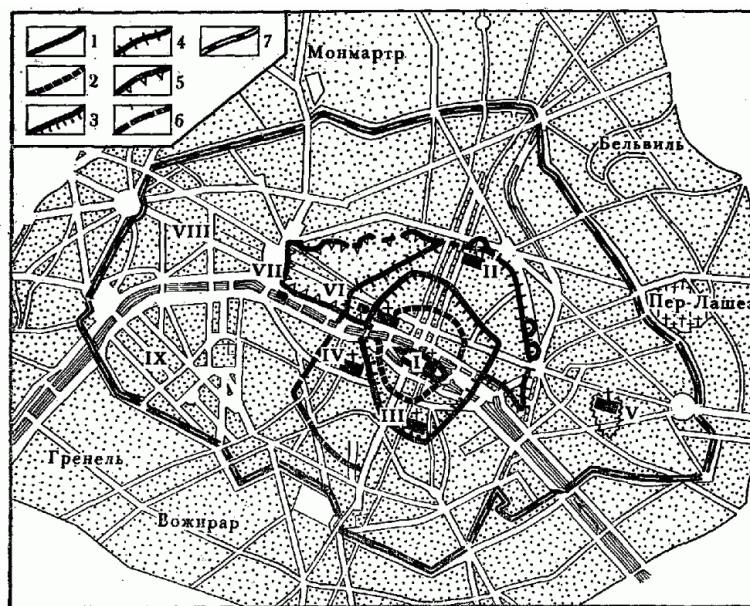 1 4 7
2 5
3 6
Монмартр
Бельвиль
VIII
VII
VI
II
Пер-Лашез
IX
IV
I
V
III
Гренель
Вожирар